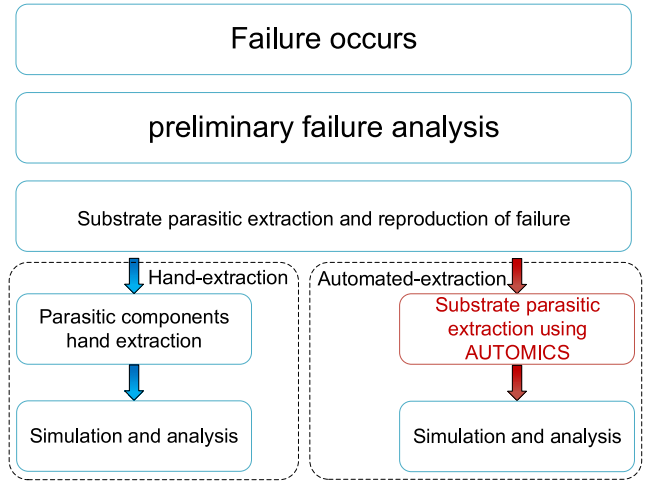 Failure occurs
preliminary failure analysis
Substrate parasitic extraction and reproduction of failure
Hand-extraction
Parasitic components
hand extraction
Simulation and analysis
Automated-extraction
Substrate parasitic
extraction using
AUTOMICS
Simulation and analysis